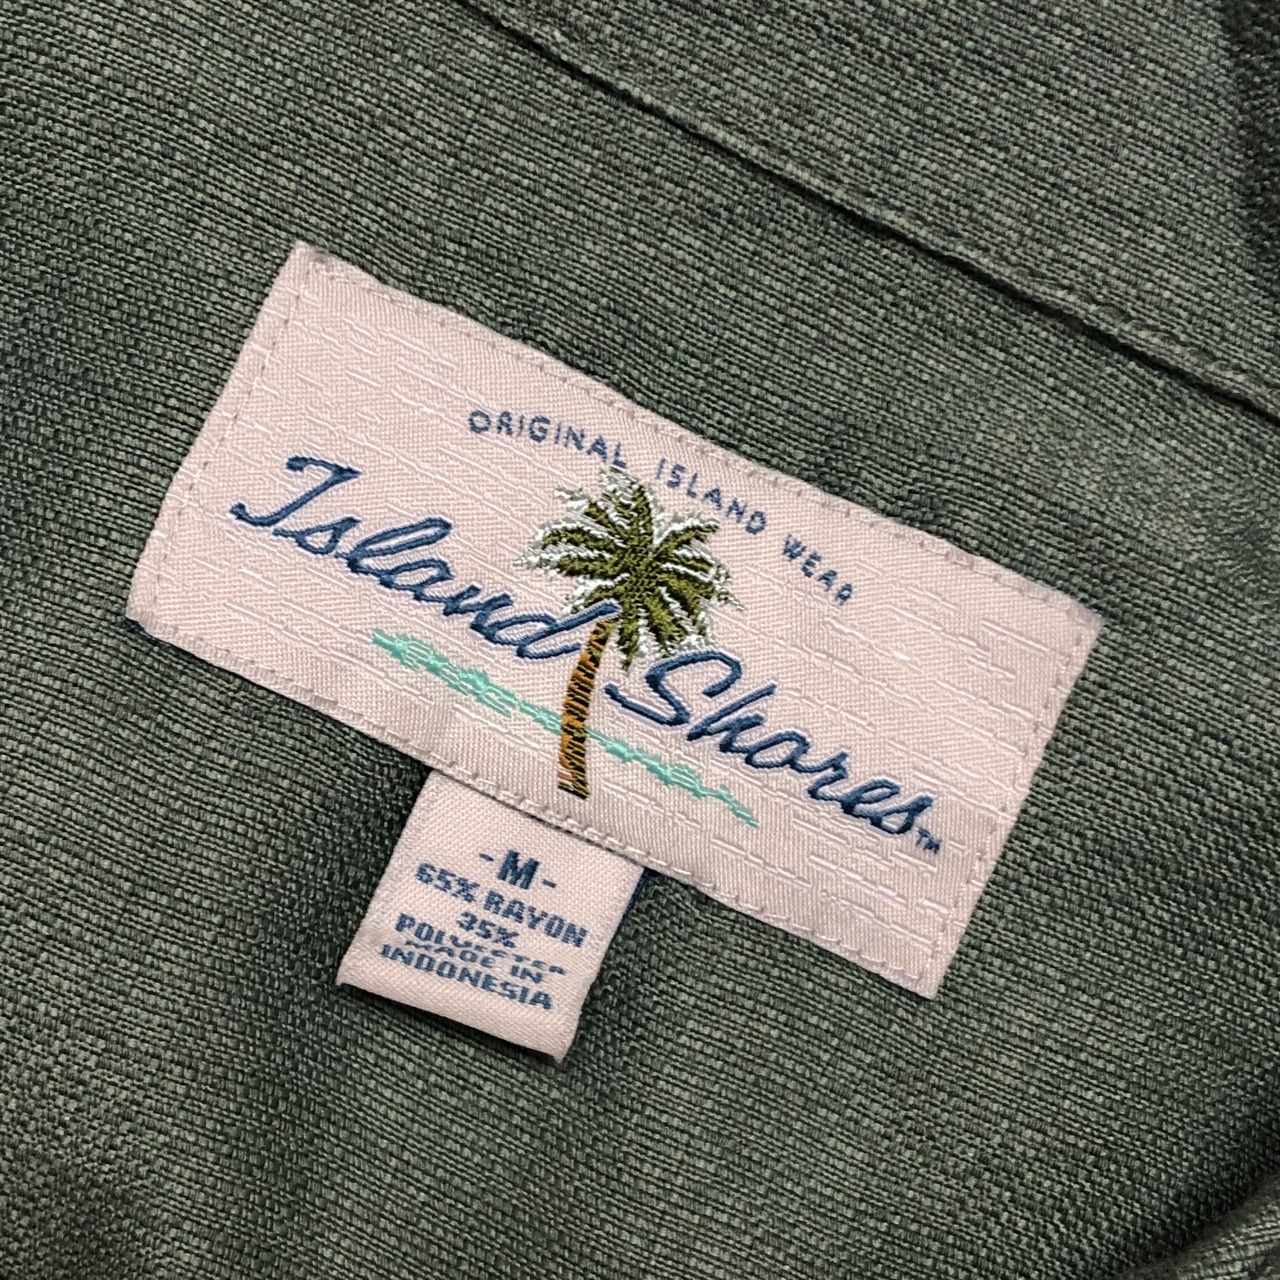 ORIGINAL ISLAND WEAR
Island Shores™
-M-
65% RAYON
35%
POLYESTER
MADE IN
INDONESIA